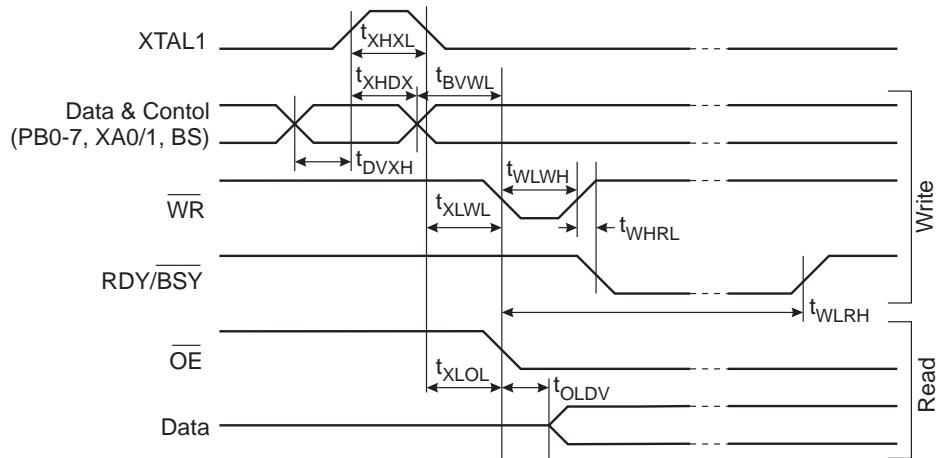 XTAL1
tXHXL
tXHDX
tBVWL
Data & Contol
(PB0-7, XA0/1, BS)
tDVXH
tWLWH
WR
tXLWL
tWHRL
Write
RDY/BSY
tWLRH
OE
tXLOL
tOLDV
Read
Data